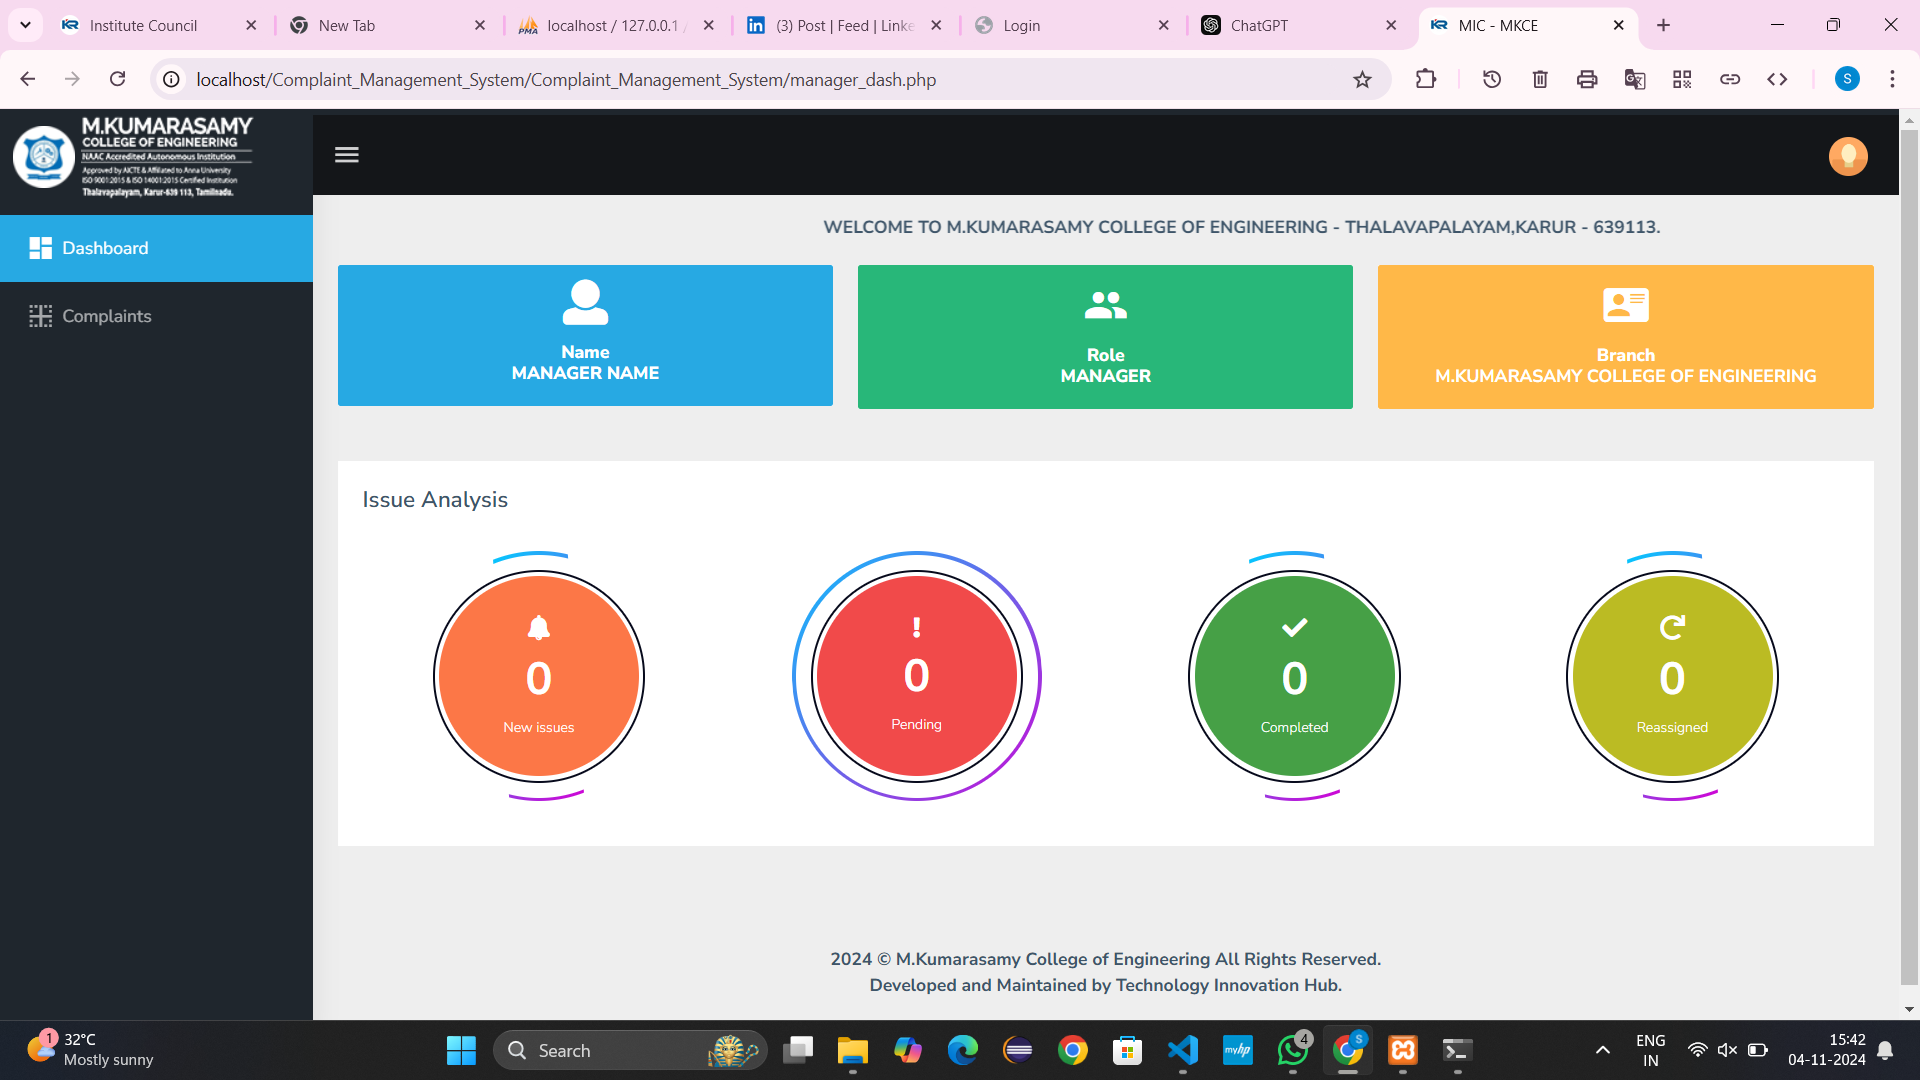 Institute Council
New Tab
localhost / 127.0.0.1 /
(3) Post | Feed | Linke
Login
ChatGPT
MIC - MKCE
localhost/Complaint_Management_System/Complaint_Management_System/manager_dash.php
S
M.KUMARASAMY
COLLEGE OF ENGINEERING
NAAC Accredited Autonomous Institution
Approved by AICTE & Affiliated to Anna University
ISO 9001:2015 & ISO 14001:2015 Certified Institution
Thalavapalayam, Karur-639 113, Tamilnadu.
Dashboard
Complaints
WELCOME TO M.KUMARASAMY COLLEGE OF ENGINEERING - THALAVAPALAYAM,KARUR - 639113.
Name
MANAGER NAME
Role
MANAGER
Branch
M.KUMARASAMY COLLEGE OF ENGINEERING
Issue Analysis
0
New issues
0
Pending
0
Completed
0
Reassigned
2024 © M.Kumarasamy College of Engineering All Rights Reserved.
Developed and Maintained by Technology Innovation Hub.
1
32°C
Mostly sunny
Search
myhp
4
S
ENG
IN
15:42
04-11-2024